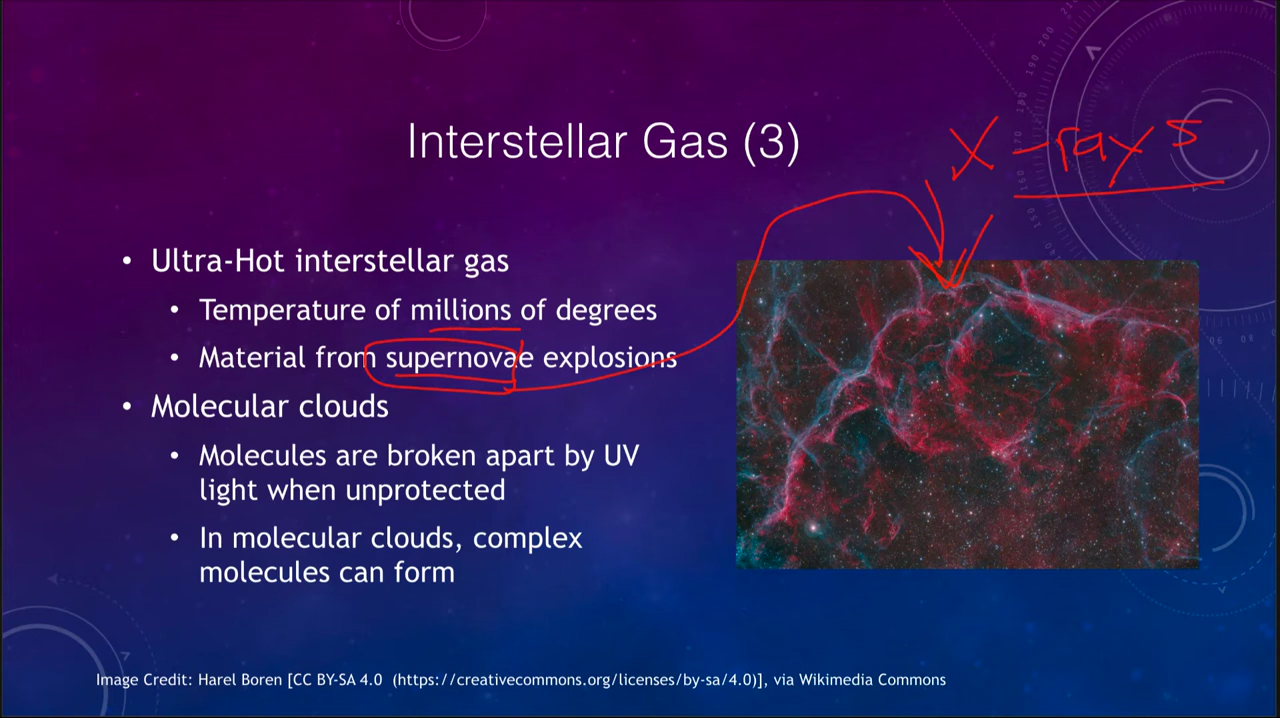 Interstellar Gas (3)
X-rays
• Ultra-Hot interstellar gas
• Temperature of millions of degrees
• Material from supernovae explosions
• Molecular clouds
• Molecules are broken apart by UV
light when unprotected
• In molecular clouds, complex
molecules can form
Image Credit: Harel Boren [CC BY-SA 4.0 (https://creativecommons.org/licenses/by-sa/4.0)], via Wikimedia Commons